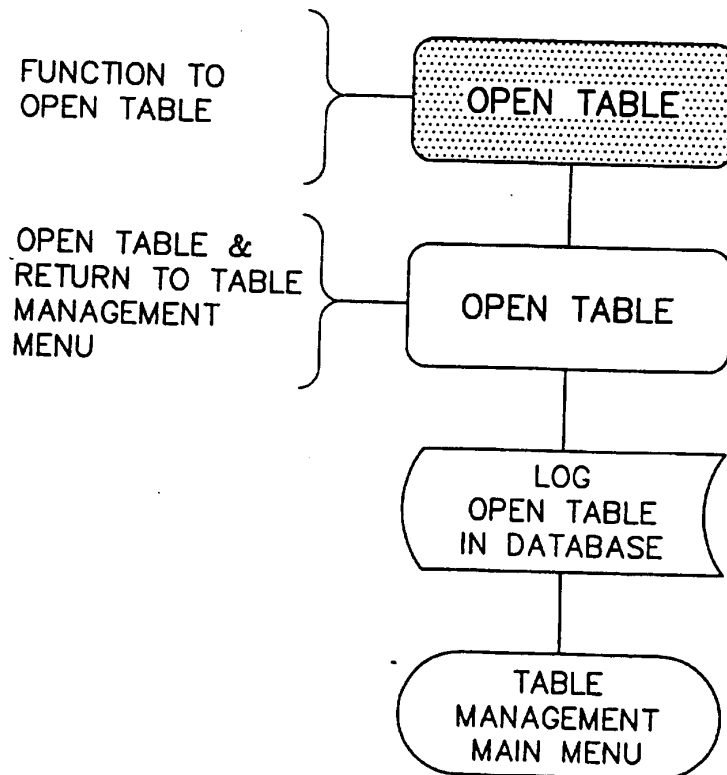 FUNCTION TO
OPEN TABLE
OPEN TABLE
OPEN TABLE &
RETURN TO TABLE
MANAGEMENT
MENU
OPEN TABLE
LOG
OPEN TABLE
IN DATABASE
TABLE
MANAGEMENT
MAIN MENU